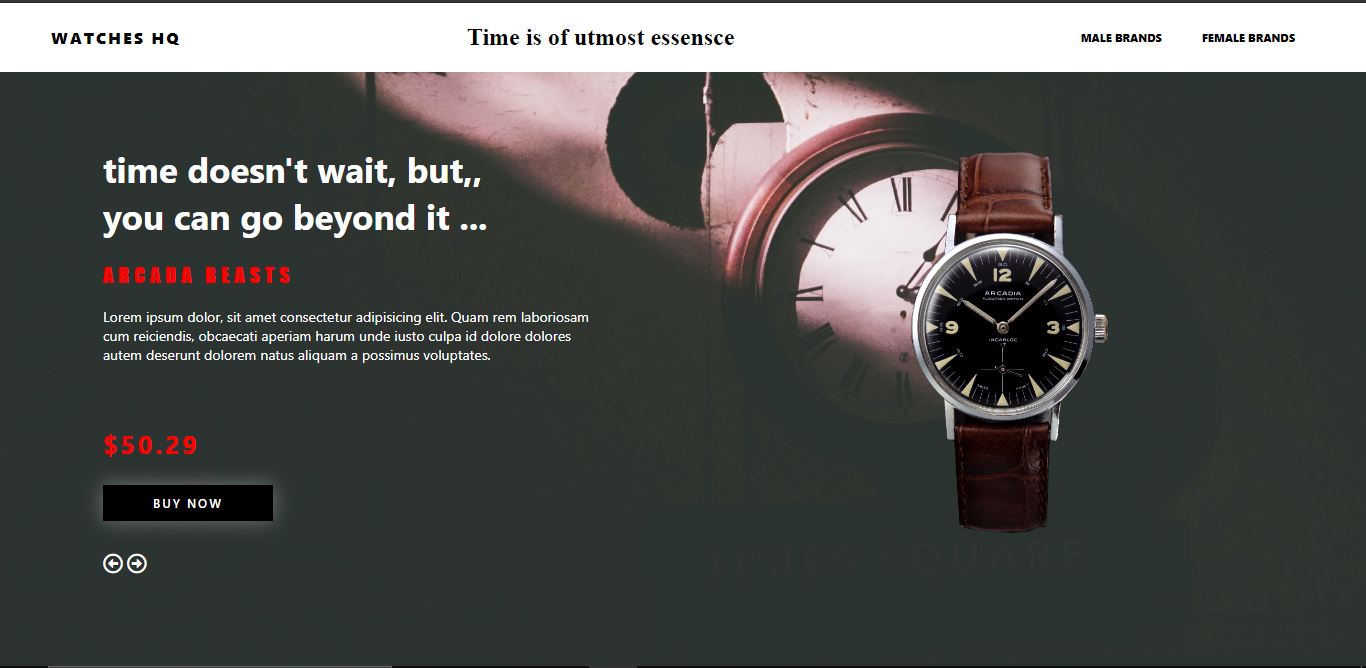 WATCHES HQ
Time is of utmost essensce
MALE BRANDS
FEMALE BRANDS
time doesn't wait, but,,
you can go beyond it ...
ARCADA BEASTS
Lorem ipsum dolor, sit amet consectetur adipisicing elit. Quam rem laboriosam
cum reiciendis, obcaecati aperiam harum unde iusto culpa id dolore dolores
autem deserunt dolorem natus aliquam a possimus voluptates.
$50.29
BUY NOW
12
ARCADIA
9
3
INCABLOC
17
TIMES SQUARE